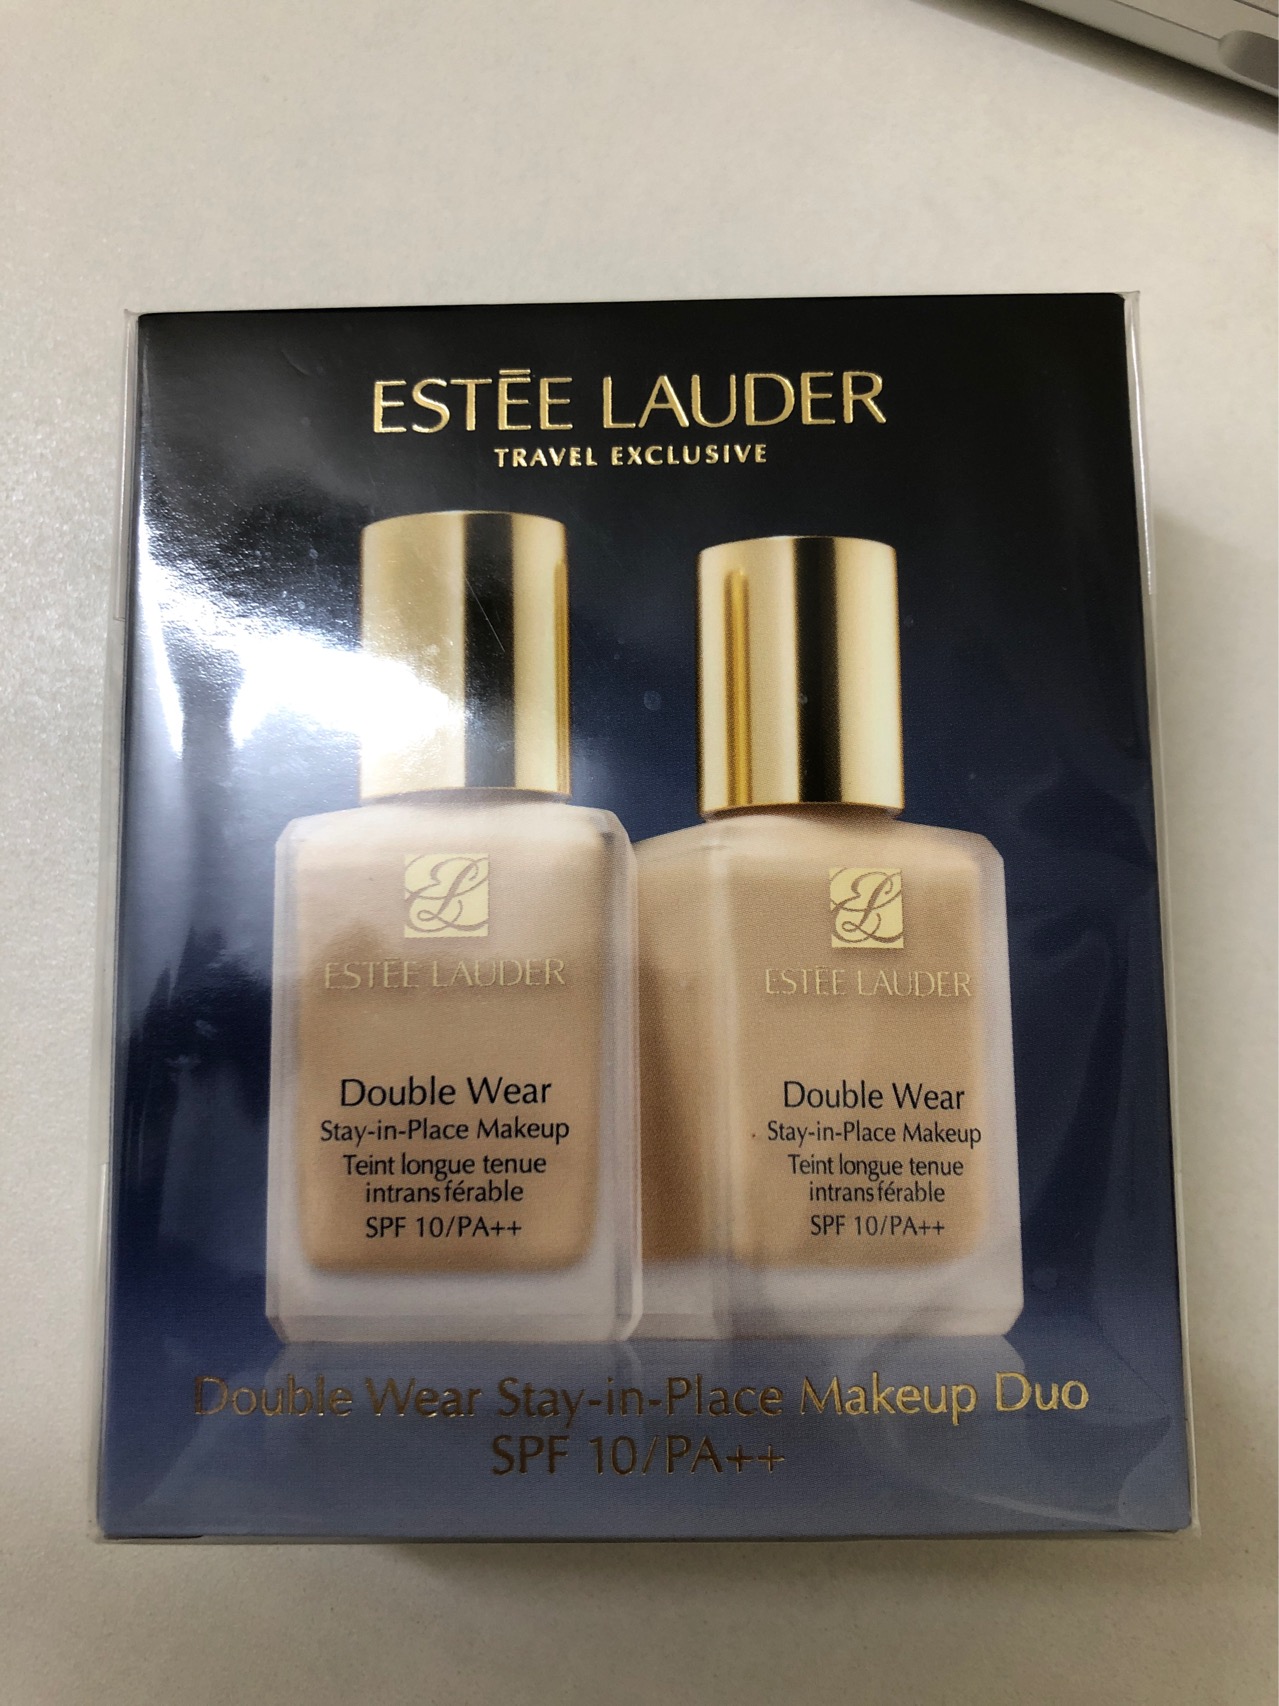 ESTĒE LAUDER
TRAVEL EXCLUSIVE
EL
ESTĒE LAUDER
Double Wear
Stay-in-Place Makeup
Teint longue tenue
intransférable
SPF 10/PA++
EL
ESTĒE LAUDER
Double Wear
Stay-in-Place Makeup
Teint longue tenue
intransférable
SPF 10/PA++
Double Wear Stay-in-Place Makeup Duo
SPF 10/PA++